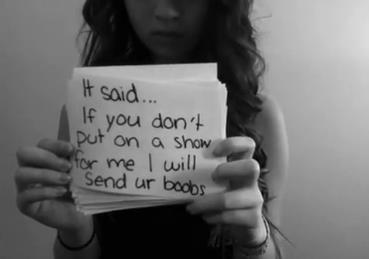 It said...
If you don't
put on a show
for me I will
send ur boobs